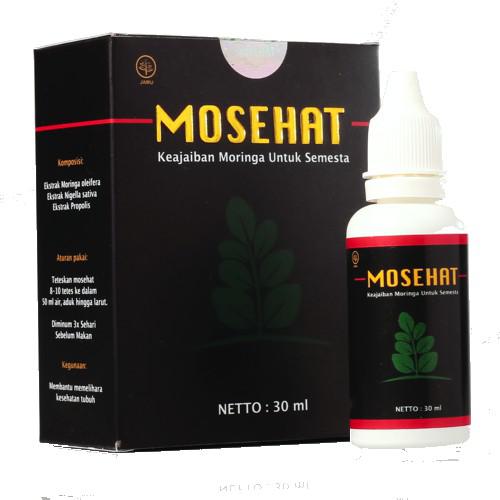 JAMU
MOSEHAT
Keajaiban Moringa Untuk Semesta
Komposisi:
Ekstrak Moringa oleifera
Ekstrak Nigella sativa
Ekstrak Propolis
Aturan pakai:
Teteskan mosehat
8-10 tetes ke dalam
50 ml air, aduk hingga larut.
Diminum 3x Sehari
Sebelum Makan
Kegunaan:
Membantu memelihara
kesehatan tubuh
NETTO : 30 ml
MOSEHAT
Keajaiban Moringa Untuk Semesta
NETTO : 30 ml